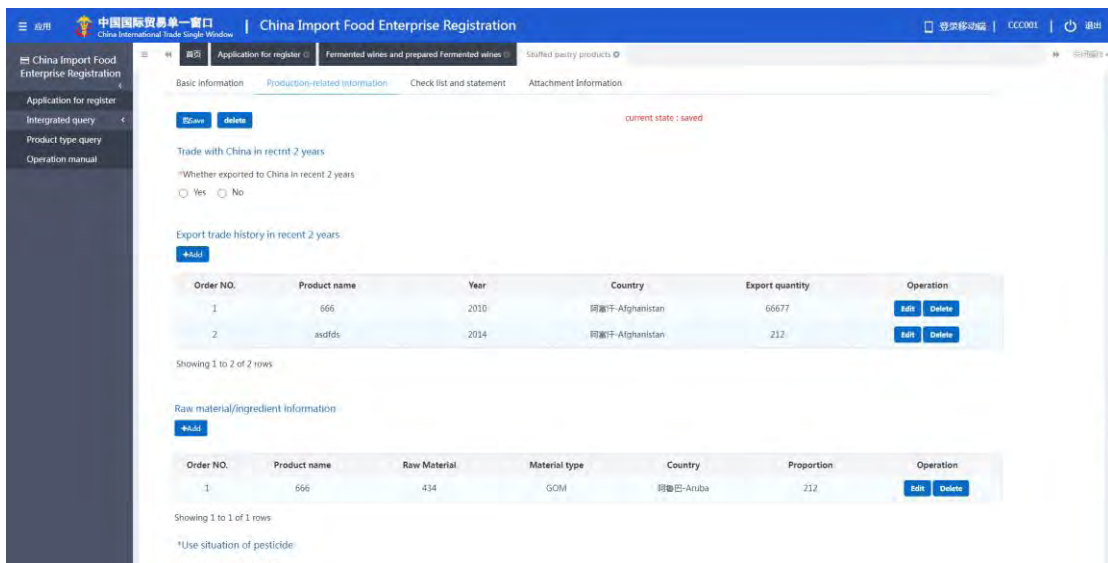 应用 中国国际贸易单一窗口 China International Trade Single Window | China Import Food Enterprise Registration 登录移动端 | CCC001 | 退出
China Import Food Enterprise Registration
Application for register
Intergrated query
Product type query
Operation manual
首页 Application for register Fermented wines and prepared Fermented wines Stuffed pastry products
Basic information Production-related information Check list and statement Attachment Information
Save delete current state : saved
Trade with China in rectnt 2 years
*Whether exported to China in recent 2 years
Yes No
Export trade history in recent 2 years
+Add
Order NO. Product name Year Country Export quantity Operation
1 666 2010 阿富汗-Afghanistan 66677 Edit Delete
2 asdfds 2014 阿富汗-Afghanistan 212 Edit Delete
Showing 1 to 2 of 2 rows
Raw material/ingredient information
+Add
Order NO. Product name Raw Material Material type Country Proportion Operation
1 666 434 GOM 阿鲁巴-Aruba 212 Edit Delete
Showing 1 to 1 of 1 rows
*Use situation of pesticide